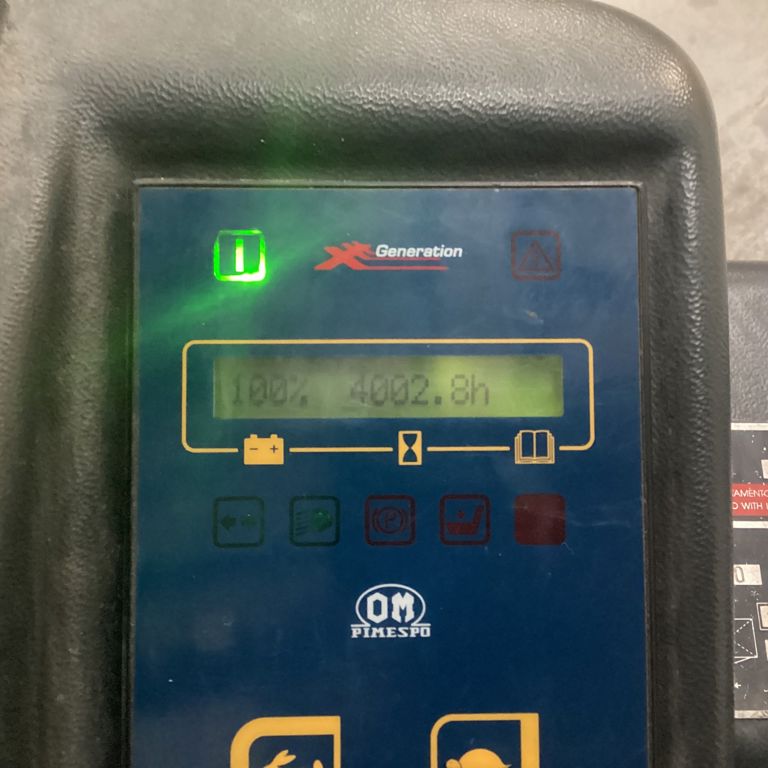 Generation
100% 4002.8h
OM
PIMESPO